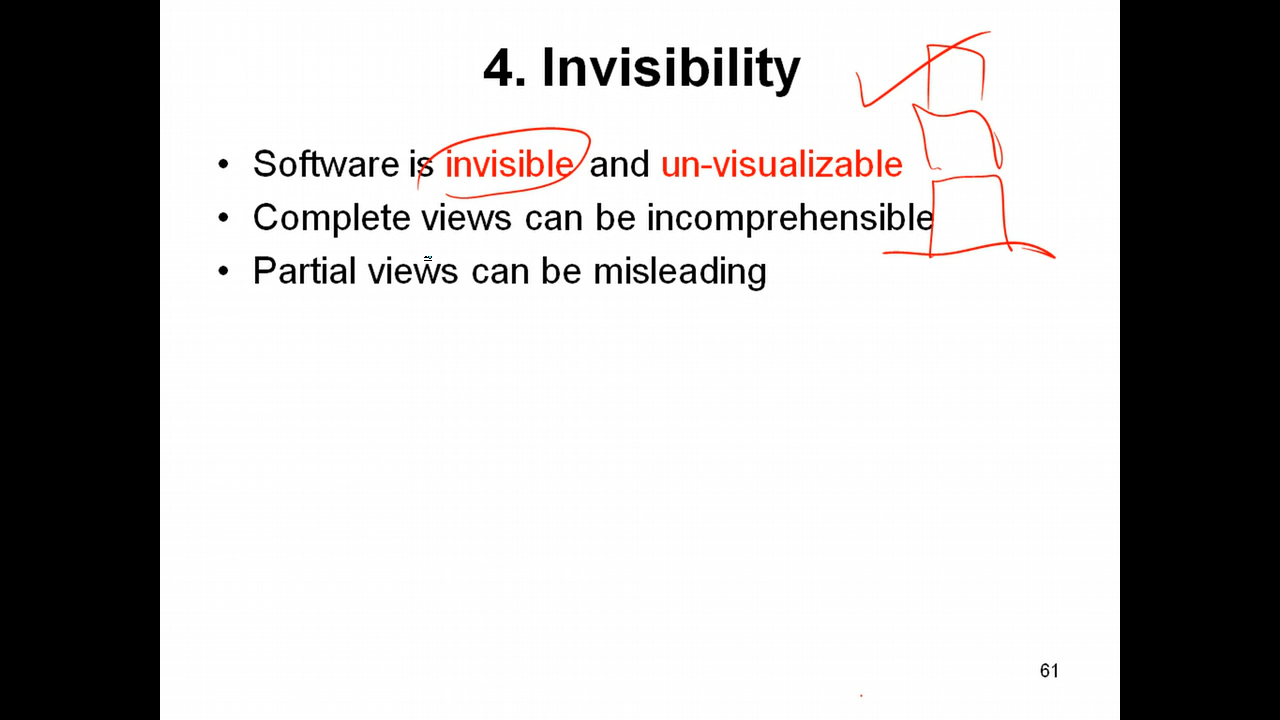 4. Invisibility
• Software is invisible and un-visualizable
• Complete views can be incomprehensible
• Partial views can be misleading
61